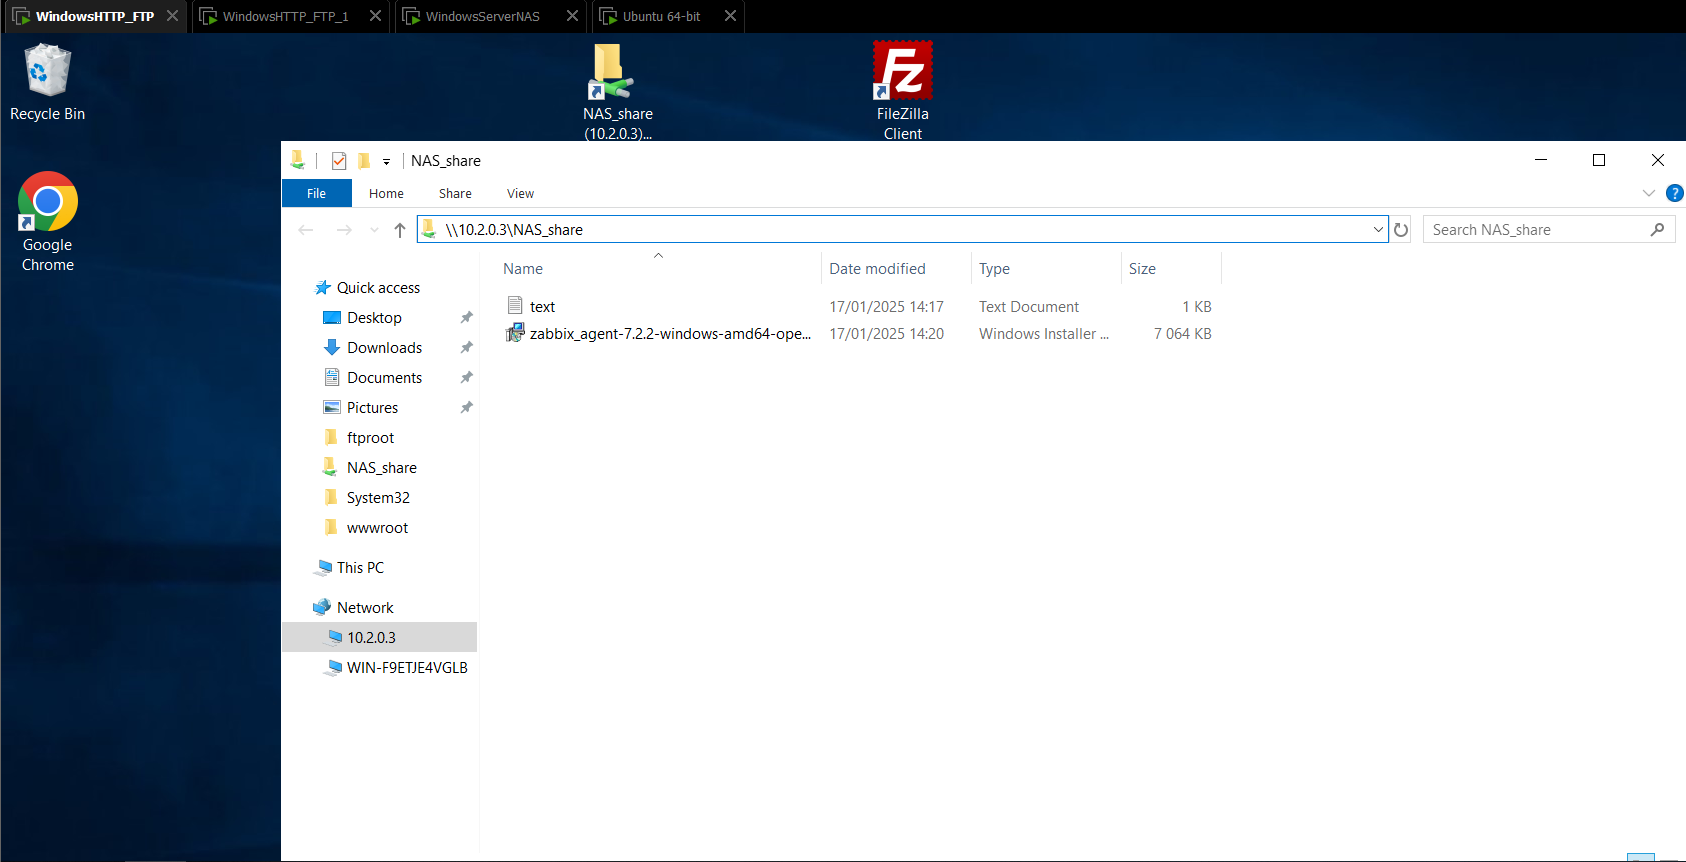 WindowsHTTP_FTP
WindowsHTTP_FTP_1
WindowsServerNAS
Ubuntu 64-bit
Recycle Bin
NAS_share
(10.2.0.3)...
FileZilla
Client
Google
Chrome
NAS_share
File
Home
Share
View
\\10.2.0.3\NAS_share
Search NAS_share
Name
Date modified
Type
Size
text
17/01/2025 14:17
Text Document
1 KB
zabbix_agent-7.2.2-windows-amd64-ope...
17/01/2025 14:20
Windows Installer ...
7 064 KB
Quick access
Desktop
Downloads
Documents
Pictures
ftproot
NAS_share
System32
wwwroot
This PC
Network
10.2.0.3
WIN-F9ETJE4VGLB